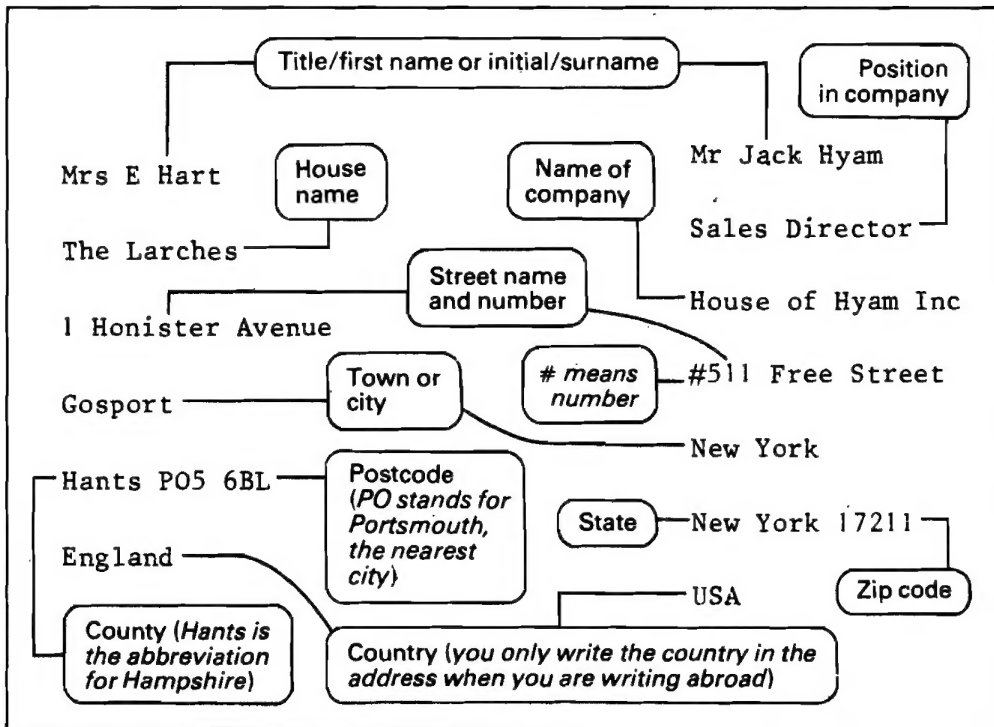 Title/first name or initial/surname
Position
in company
Mrs E Hart
House
name
Name of
company
Mr Jack Hyam
The Larches
Sales Director
Street name
and number
1 Honister Avenue
House of Hyam Inc
Town or
city
# means
number
#511 Free Street
Gosport
New York
Hants PO5 6BL
Postcode
(PO stands for
Portsmouth,
the nearest
city)
State
New York 17211
England
USA
Zip code
County (Hants is
the abbreviation
for Hampshire)
Country (you only write the country in the
address when you are writing abroad)